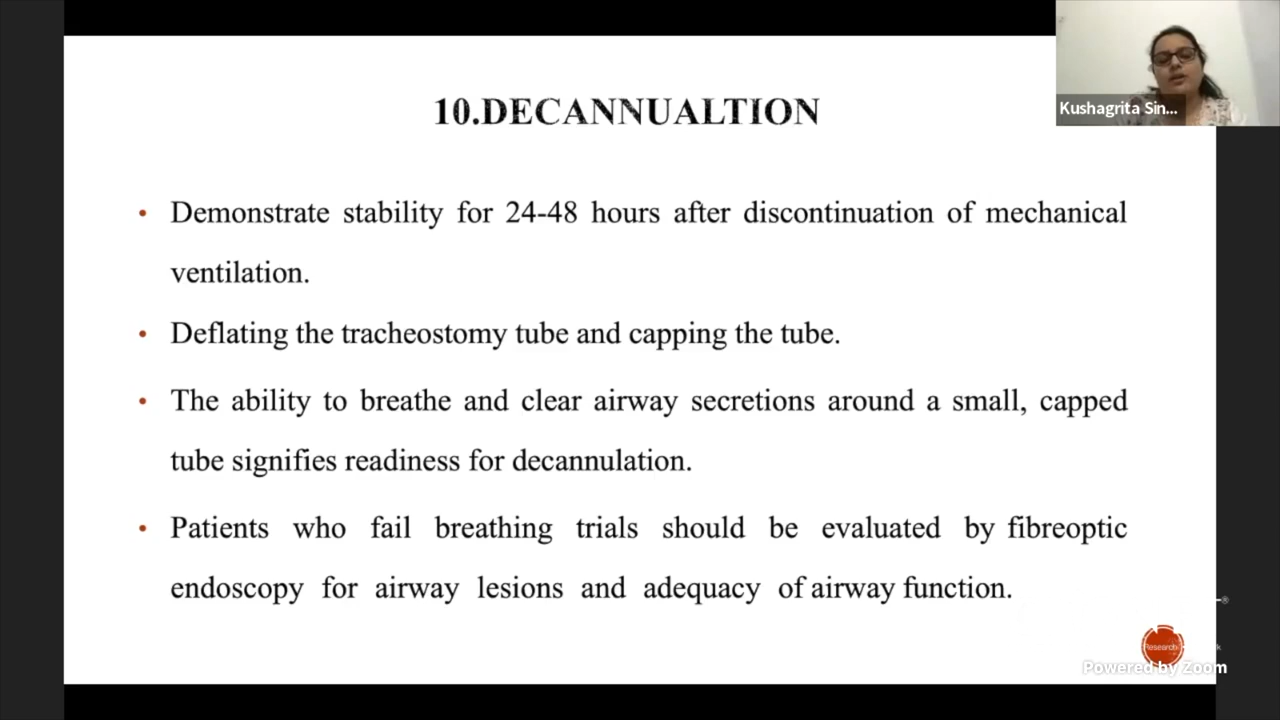 10.DECANNUALTION
Kushagrita Sin...
• Demonstrate stability for 24-48 hours after discontinuation of mechanical
ventilation.
• Deflating the tracheostomy tube and capping the tube.
• The ability to breathe and clear airway secretions around a small, capped
tube signifies readiness for decannulation.
• Patients who fail breathing trials should be evaluated by fibreoptic
endoscopy for airway lesions and adequacy of airway function.
Research
k
Powered by Zoom